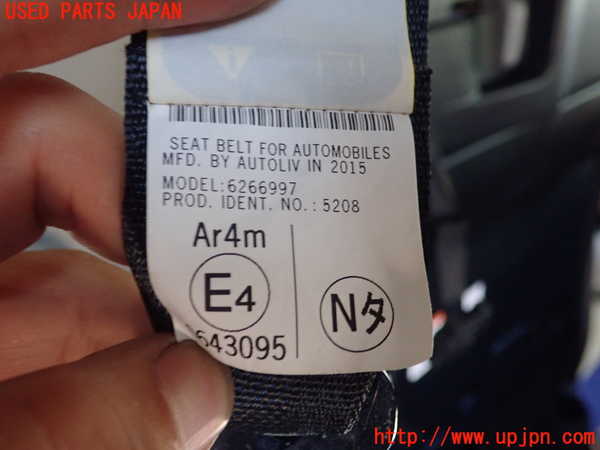 USED PARTS JAPAN
SEAT BELT FOR AUTOMOBILES
MFD. BY AUTOLIV IN 2015
MODEL:6266997
PROD. IDENT. NO.:5208
Ar4m
E4
643095
Nタ
http://www.upjpn.com/